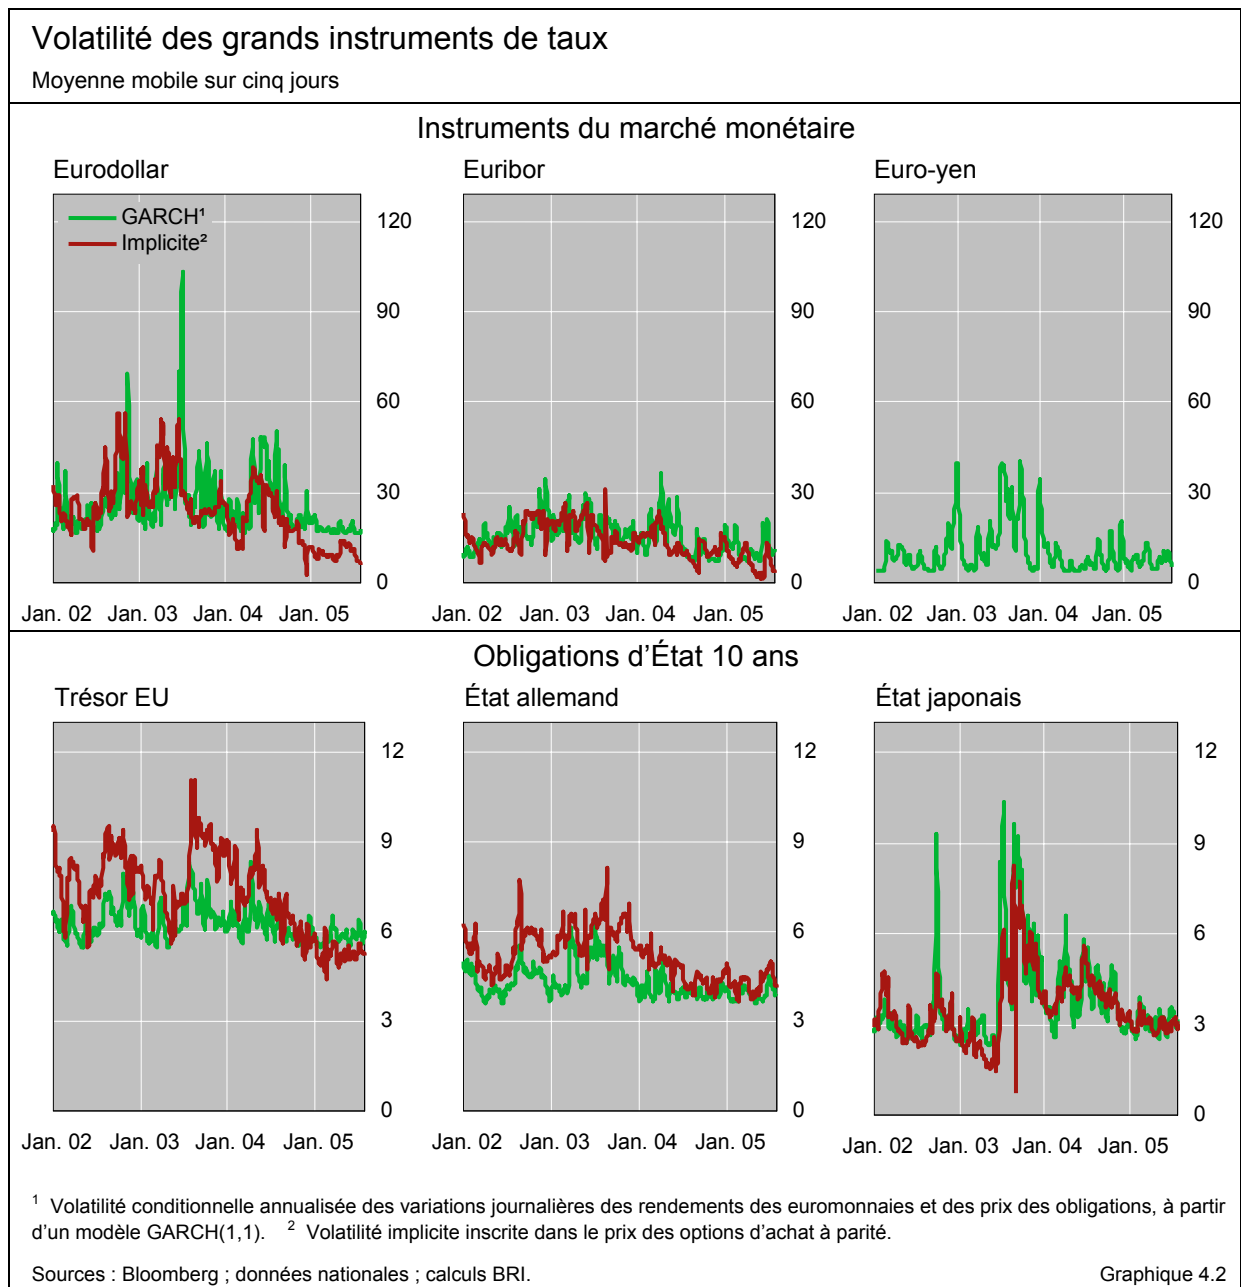 Volatilité des grands instruments de taux
Moyenne mobile sur cinq jours
Instruments du marché monétaire
Eurodollar
Euribor
Euro-yen
GARCH¹
Implicite²
120
90
60
30
0
120
90
60
30
0
120
90
60
30
0
Jan. 02 Jan. 03 Jan. 04 Jan. 05
Jan. 02 Jan. 03 Jan. 04 Jan. 05
Jan. 02 Jan. 03 Jan. 04 Jan. 05
Obligations d’État 10 ans
Trésor EU
État allemand
État japonais
12
9
6
3
0
12
9
6
3
0
12
9
6
3
0
Jan. 02 Jan. 03 Jan. 04 Jan. 05
Jan. 02 Jan. 03 Jan. 04 Jan. 05
Jan. 02 Jan. 03 Jan. 04 Jan. 05
¹ Volatilité conditionnelle annualisée des variations journalières des rendements des euromonnaies et des prix des obligations, à partir
d’un modèle GARCH(1,1). ² Volatilité implicite inscrite dans le prix des options d’achat à parité.
Sources : Bloomberg ; données nationales ; calculs BRI.
Graphique 4.2